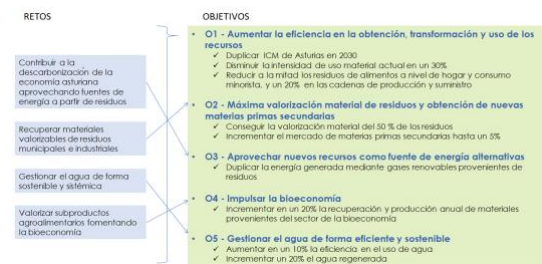 RETOS
OBJETIVOS
Contribuir a la
descarbonización de la
economía asturiana
aprovechando fuentes de
energía a partir de residuos
Recuperar materiales
valorizables de residuos
municipales e industriales
Gestionar el agua de forma
sostenible y sistémica
Valorizar subproductos
agroalimentarios fomentando
la bioeconomía
• O1 - Aumentar la eficiencia en la obtención, transformación y uso de los
recursos
✓ Duplicar ICM de Asturias en 2030
✓ Disminuir la intensidad de uso material actual en un 30%
✓ Reducir a la mitad los residuos de alimentos a nivel de hogar y consumo
minorista, y un 20% en las cadenas de producción y suministro
• O2 - Máxima valorización material de residuos y obtención de nuevas
materias primas secundarias
✓ Conseguir la valorización material del 50 % de los residuos
✓ Incrementar el mercado de materias primas secundarias hasta un 5%
• O3 - Aprovechar nuevos recursos como fuente de energía alternativas
✓ Duplicar la energía generada mediante gases renovables provenientes de
residuos
• O4 - Impulsar la bioeconomía
✓ Incrementar en un 20% la recuperación y producción anual de materiales
provenientes del sector de la bioeconomía
• O5 - Gestionar el agua de forma eficiente y sostenible
✓ Aumentar en un 10% la eficiencia en el uso de agua
✓ Incrementar un 20% el agua regenerada